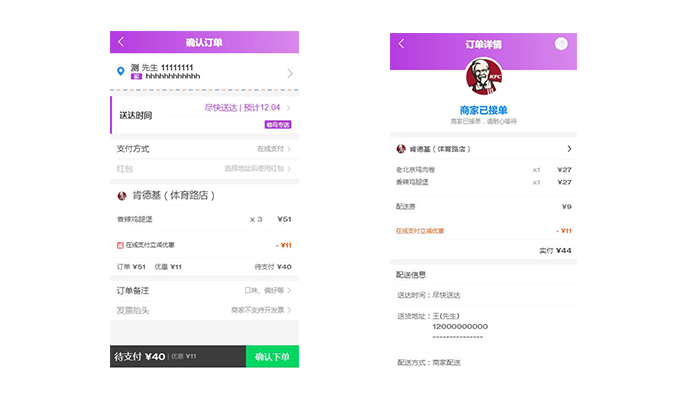 确认订单
测 先生 11111111
家 hhhhhhhhhhhh
送达时间
尽快送达 | 预计12:04
蜂鸟专送
支付方式 在线支付
红包 选择地址后使用红包
肯德基（体育路店）
香辣鸡腿堡 x 3 ¥51
在线支付立减优惠 - ¥11
订单 ¥51 优惠 ¥11 待支付 ¥40
订单备注 口味、偏好等
发票抬头 商家不支持开发票
待支付 ¥40 | 优惠 ¥11 确认下单
订单详情
KFC
商家已接单
商家已接单，请耐心等待
肯德基（体育路店）
老北京鸡肉卷 x1 ¥27
香辣鸡腿堡 x1 ¥27
配送费 ¥9
在线支付立减优惠 - ¥11
实付 ¥44
配送信息
送达时间：尽快送达
送货地址：王(先生)
12000000000
---------------
配送方式：商家配送